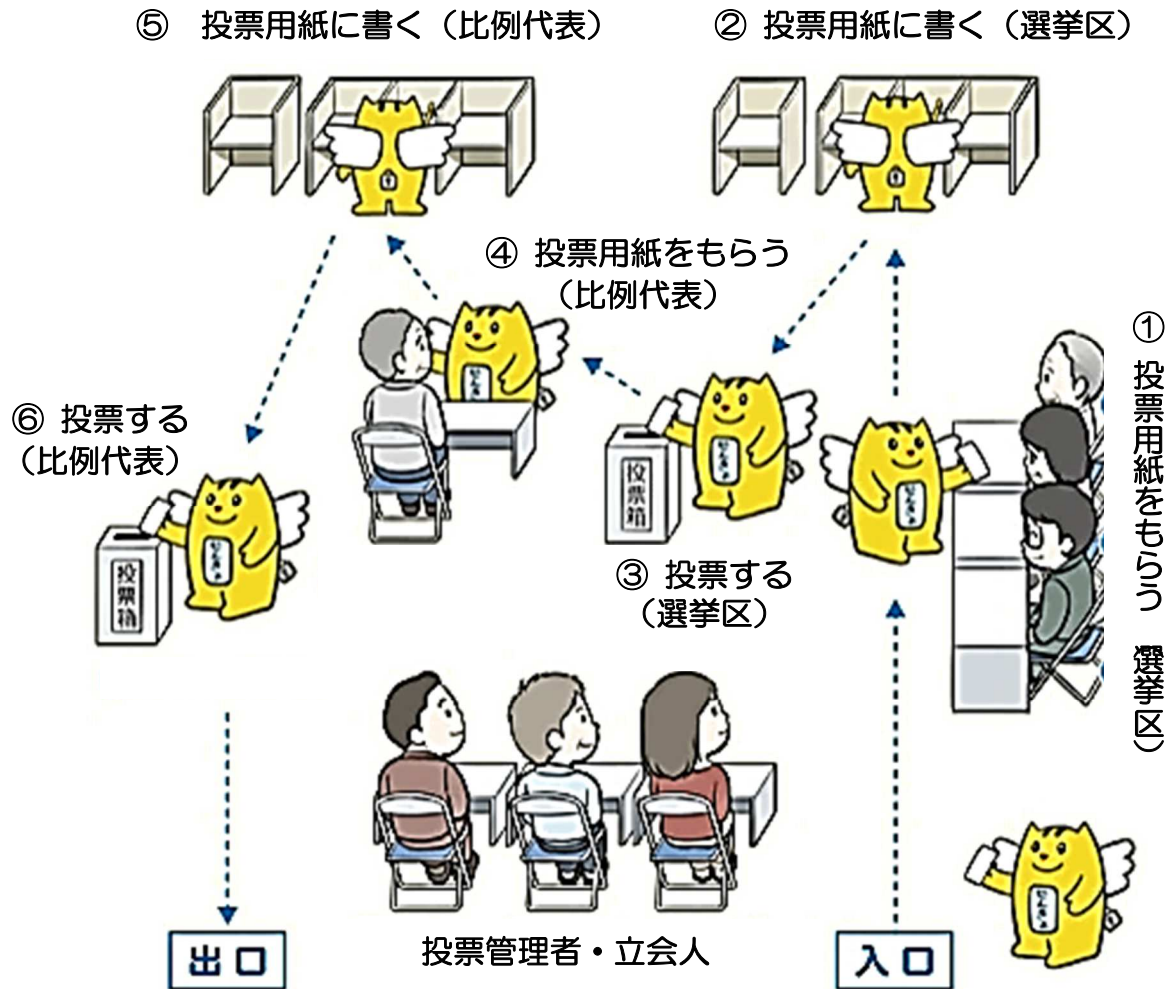 ⑤ 投票用紙に書く（比例代表）
② 投票用紙に書く（選挙区）
④ 投票用紙をもらう
（比例代表）
① 投票用紙をもらう 選挙区）
⑥ 投票する
（比例代表）
投票箱
投票箱
③ 投票する
（選挙区）
投票管理者・立会人
出口
入口